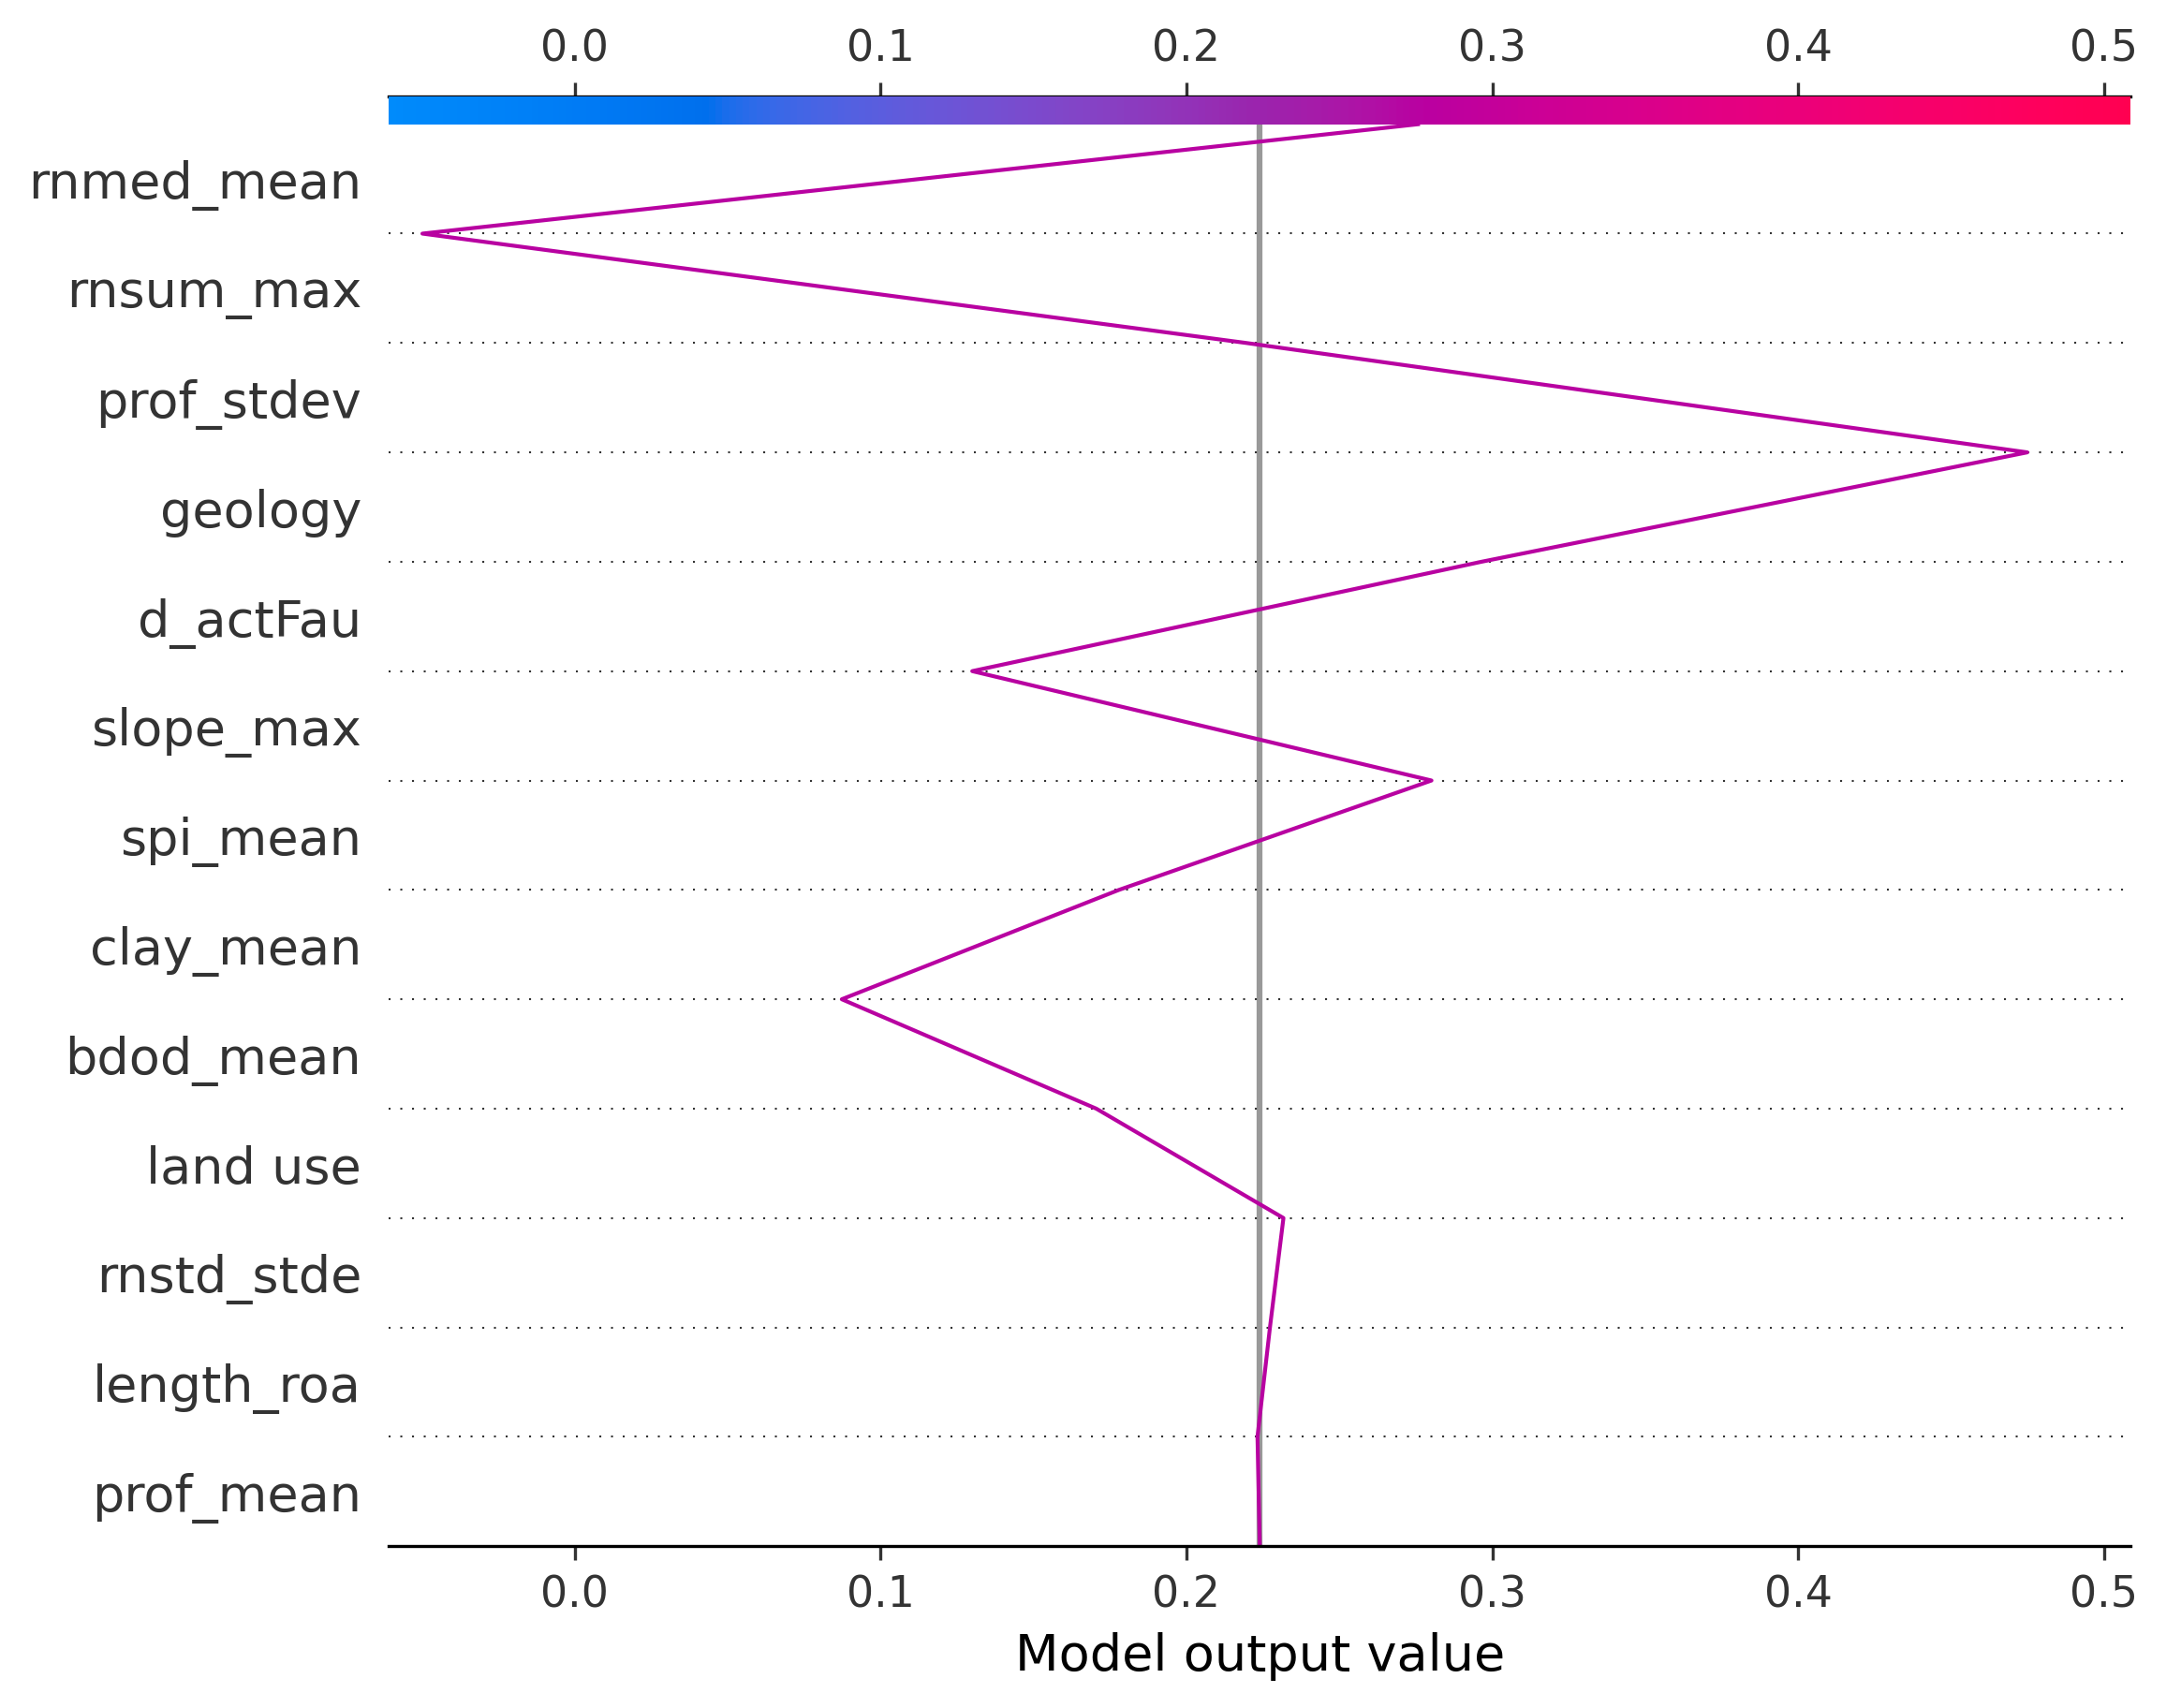 0.0 0.1 0.2 0.3 0.4 0.5
rnmed_mean
rnsum_max
prof_stdev
geology
d_actFau
slope_max
spi_mean
clay_mean
bdod_mean
land use
rnstd_stde
length_roa
prof_mean
0.0 0.1 0.2 0.3 0.4 0.5
Model output value